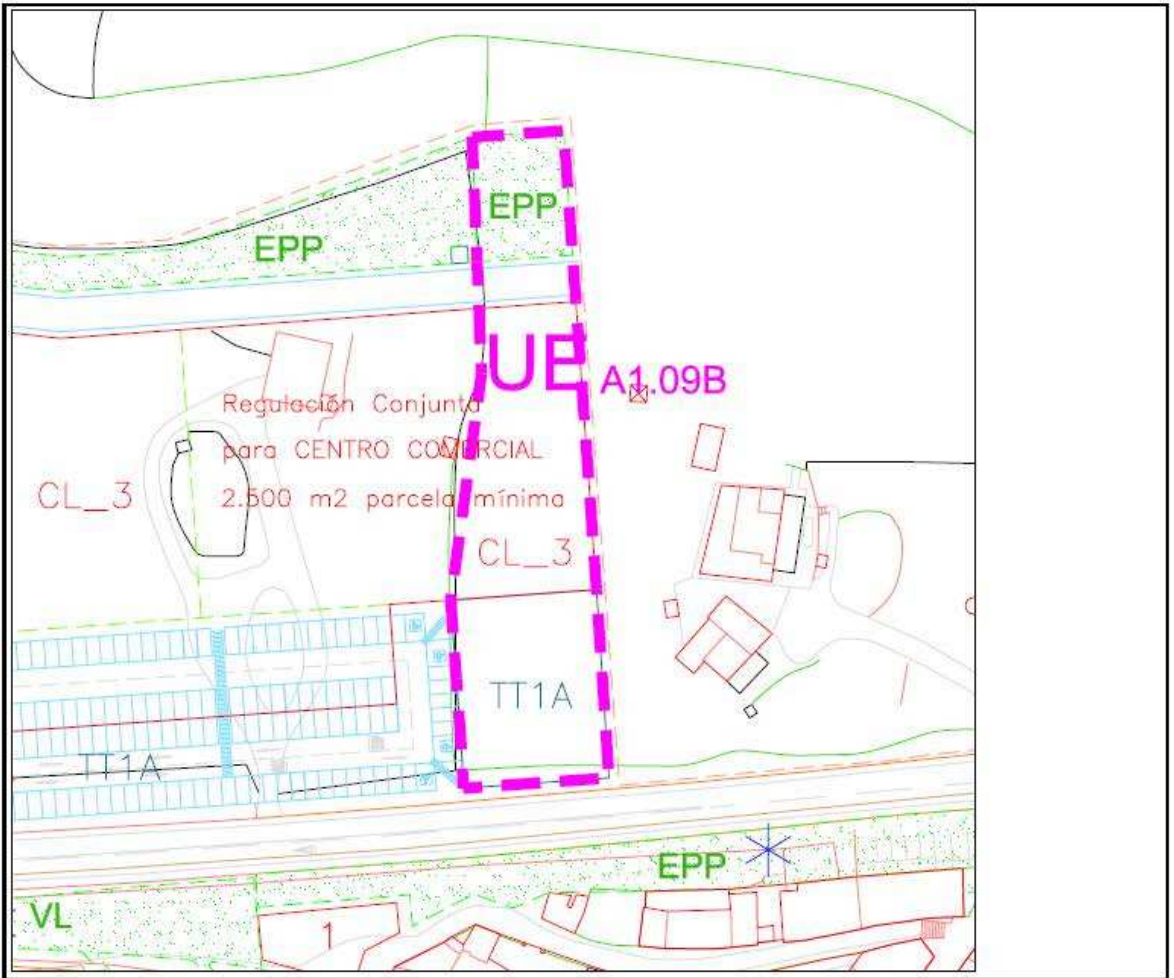 EPP
EPP
UE A1.09B
Regulación Conjunta
para CENTRO COMERCIAL
2.500 m2 parcela mínima
CL_3
CL_3
TT1A
TT1A
EPP
VL
1